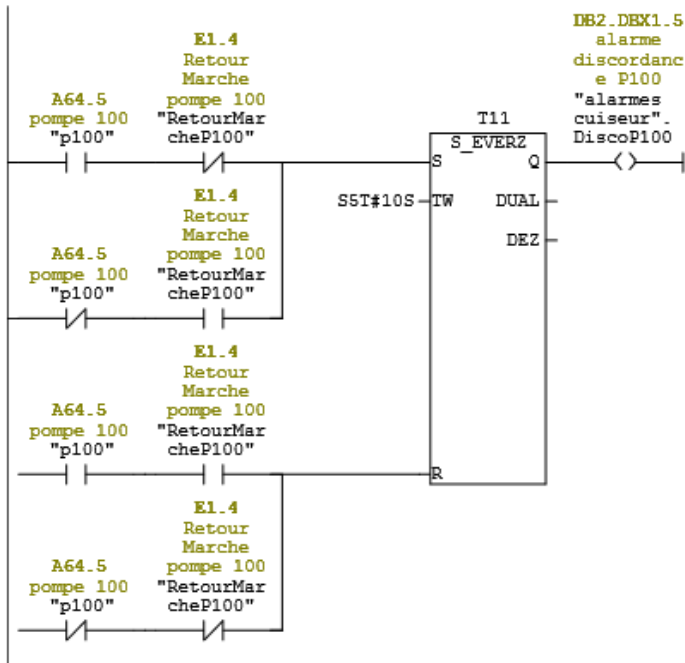 DB2.DBX1.5
alarme
discordanc
e P100
"alarmes
cuiseur".
DiscoP100
E1.4
Retour
Marche
pompe 100
"RetourMar
cheP100"
A64.5
pompe 100
"p100"
T11
S_EVERZ
S
Q
S5T#10S
TW
DUAL
DEZ
E1.4
Retour
Marche
pompe 100
"RetourMar
cheP100"
A64.5
pompe 100
"p100"
E1.4
Retour
Marche
pompe 100
"RetourMar
cheP100"
A64.5
pompe 100
"p100"
R
E1.4
Retour
Marche
pompe 100
"RetourMar
cheP100"
A64.5
pompe 100
"p100"